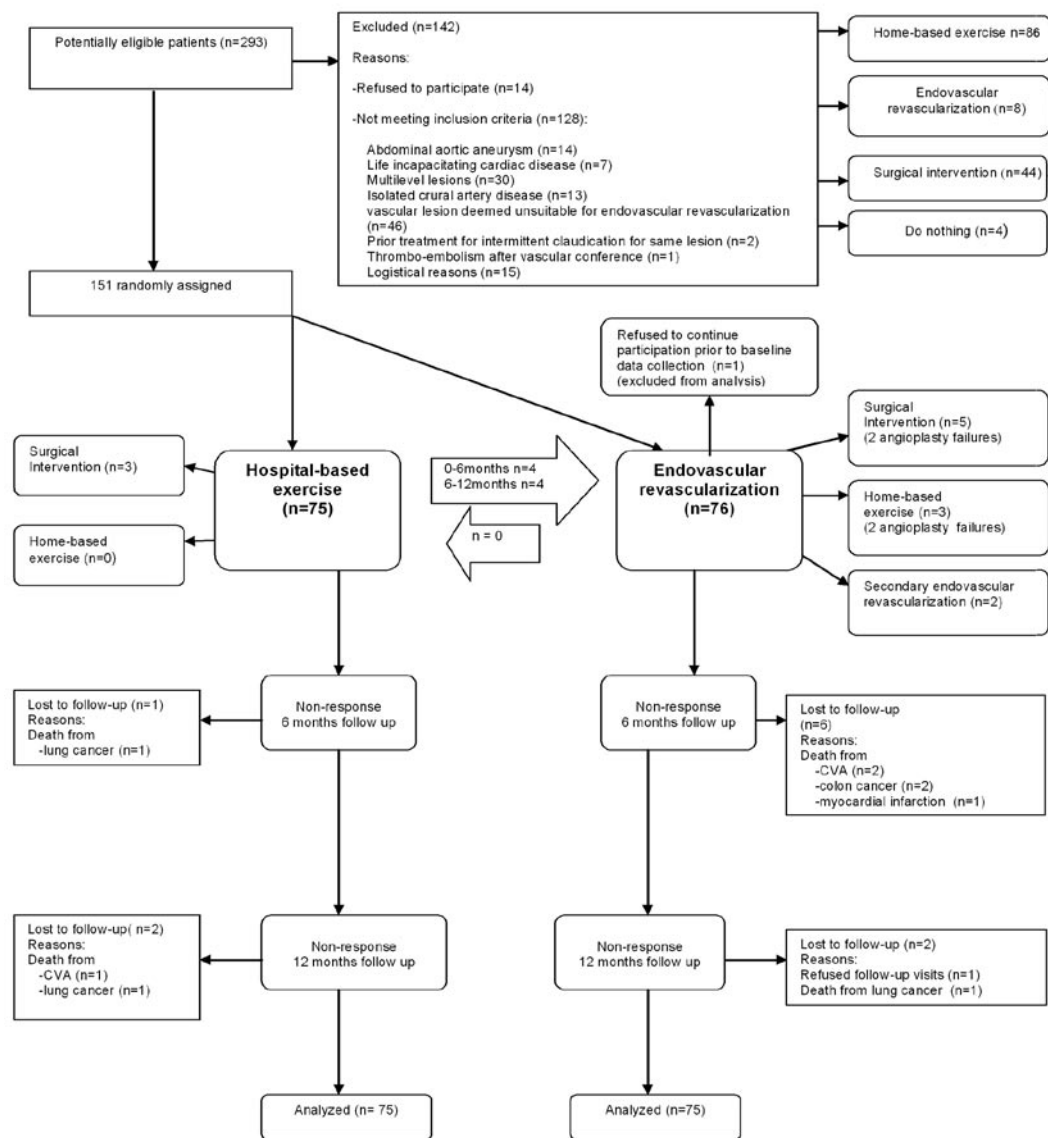 Potentially eligible patients (n=293)
Excluded (n=142)
Reasons:
-Refused to participate (n=14)
-Not meeting inclusion criteria (n=128):
Abdominal aortic aneurysm (n=14)
Life incapacitating cardiac disease (n=7)
Multilevel lesions (n=30)
Isolated crural artery disease (n=13)
vascular lesion deemed unsuitable for endovascular revascularization
(n=46)
Prior treatment for intermittent claudication for same lesion (n=2)
Thrombo-embolism after vascular conference (n=1)
Logistical reasons (n=15)
Home-based exercise n=86
Endovascular
revascularization (n=8)
Surgical intervention (n=44)
Do nothing (n=4)
151 randomly assigned
Refused to continue
participation prior to baseline
data collection (n=1)
(excluded from analysis)
Surgical
Intervention (n=3)
Home-based
exercise (n=0)
Hospital-based
exercise
(n=75)
0-6months n=4
6-12months n=4
n = 0
Endovascular
revascularization
(n=76)
Surgical
Intervention (n=5)
(2 angioplasty failures)
Home-based
exercise (n=3)
(2 angioplasty failures)
Secondary endovascular
revascularization (n=2)
Lost to follow-up (n=1)
Reasons:
Death from
-lung cancer (n=1)
Non-response
6 months follow up
Non-response
6 months follow up
Lost to follow-up
(n=6)
Reasons:
Death from
-CVA (n=2)
-colon cancer (n=2)
-myocardial infarction (n=1)
Lost to follow-up( n=2)
Reasons:
Death from
-CVA (n=1)
-lung cancer (n=1)
Non-response
12 months follow up
Non-response
12 months follow up
Lost to follow-up (n=2)
Reasons:
Refused follow-up visits (n=1)
Death from lung cancer (n=1)
Analyzed (n= 75)
Analyzed (n=75)